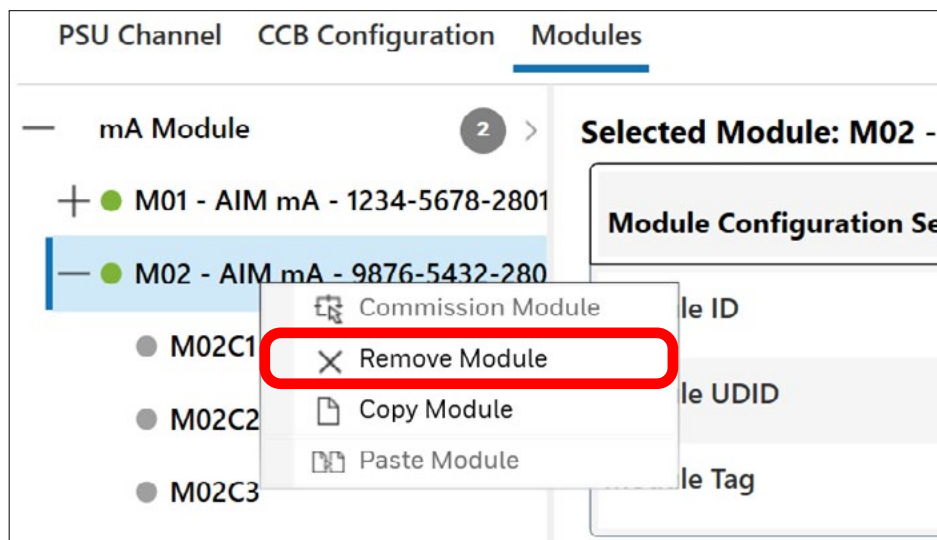 PSU Channel CCB Configuration Modules
mA Module 2
Selected Module: M02 -
M01 - AIM mA - 1234-5678-2801
Module Configuration Se
M02 - AIM mA - 9876-5432-280
Commission Module
le ID
M02C1
Remove Module
le UDID
M02C2
Copy Module
Paste Module
M02C3
le Tag